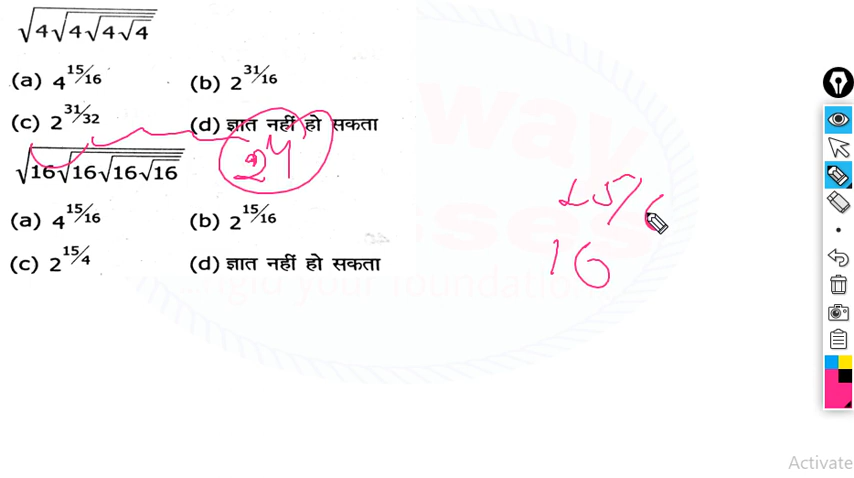 √4√4√4√4
(a) 4^15/16 (b) 2^31/16
(c) 2^31/32 (d) ज्ञात नहीं हो सकता
2^4
√16√16√16√16
(a) 4^15/16 (b) 2^15/16
(c) 2^15/4 (d) ज्ञात नहीं हो सकता
15/
16
Activate